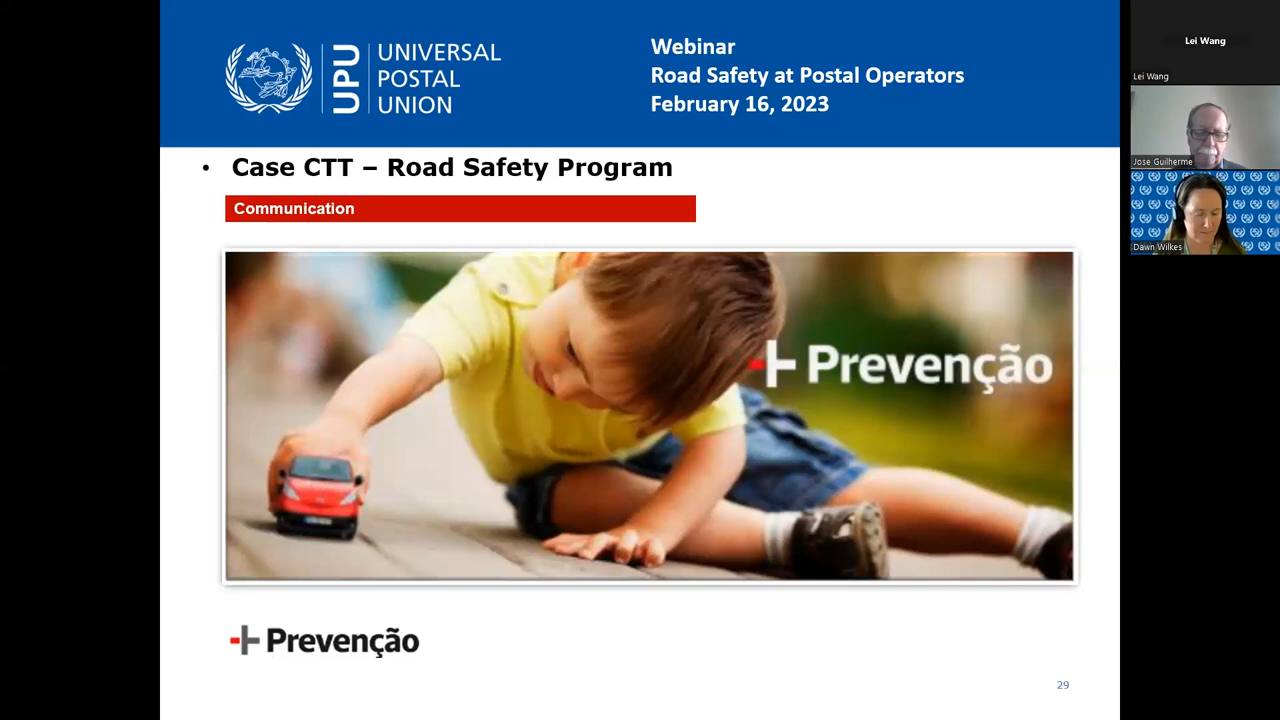 UPU
UNIVERSAL
POSTAL
UNION
Webinar
Road Safety at Postal Operators
February 16, 2023
• Case CTT – Road Safety Program
Communication
Prevenção
Prevenção
29
Lei Wang
Lei Wang
Jose Guilherme
Dawn Wilkes